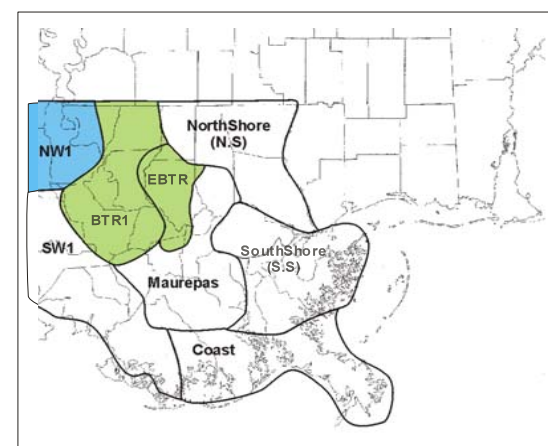 NorthShore
(N.S)
NW1
EBTR
BTR1
SW1
SouthShore
(S.S)
Maurepas
Coast